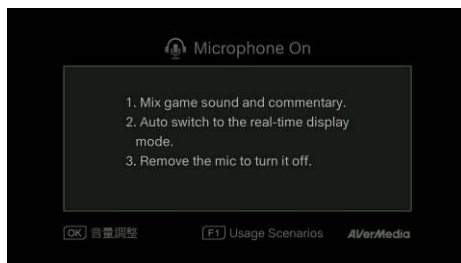 Microphone On
1. Mix game sound and commentary.
2. Auto switch to the real-time display
mode.
3. Remove the mic to turn it off.
OK 音量調整 F1 Usage Scenarios AVerMedia